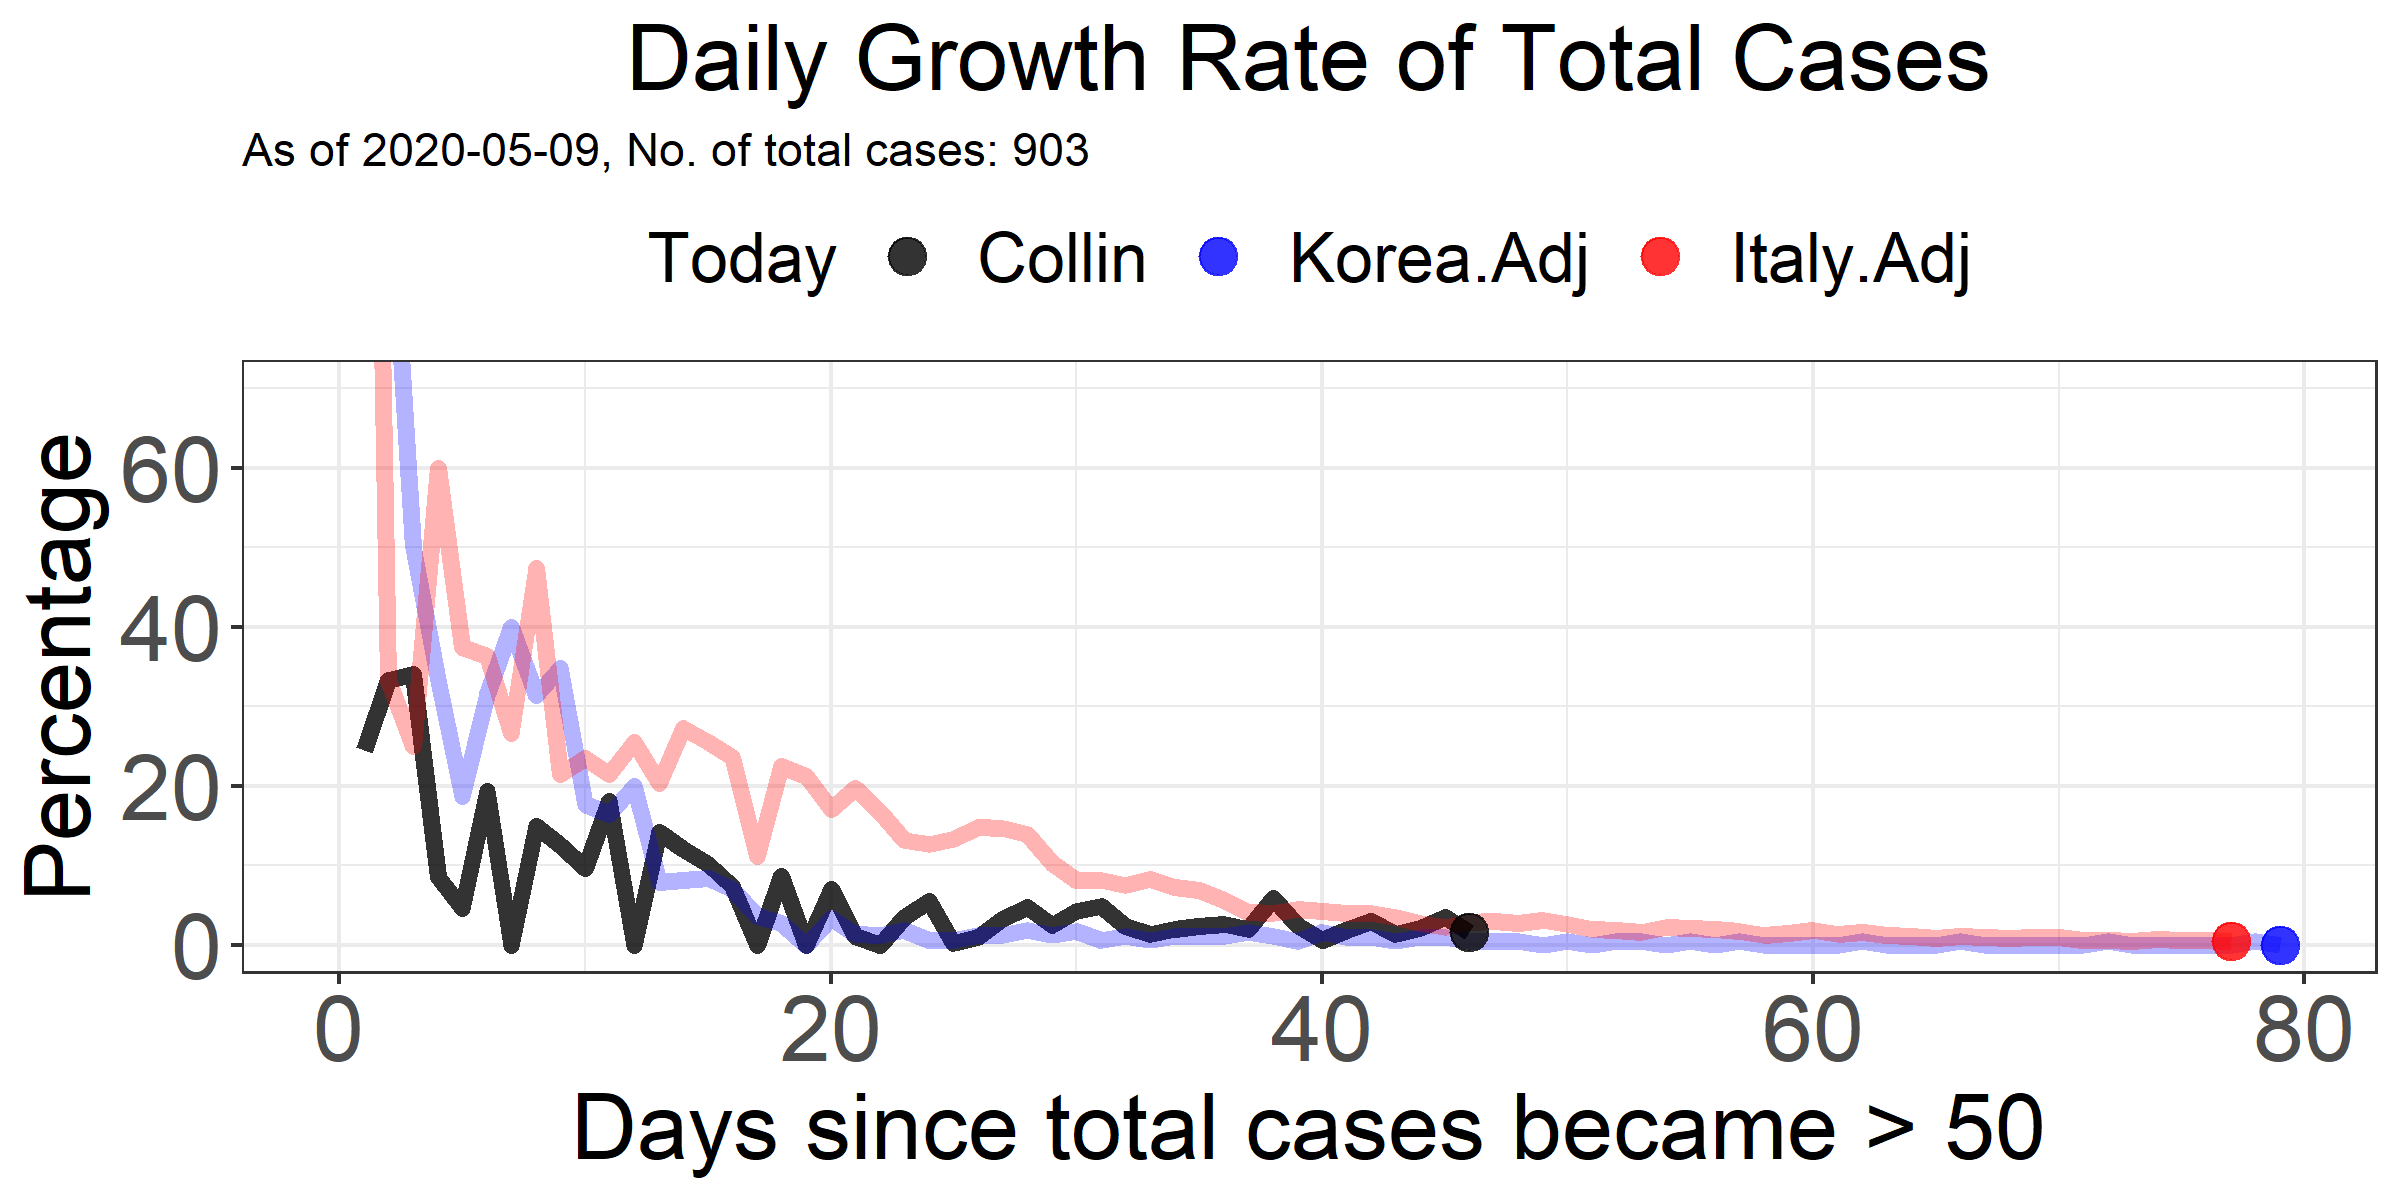 Daily Growth Rate of Total Cases
As of 2020-05-09, No. of total cases: 903
Today Collin Korea.Adj Italy.Adj
Percentage
60
40
20
0
0 20 40 60 80
Days since total cases became > 50